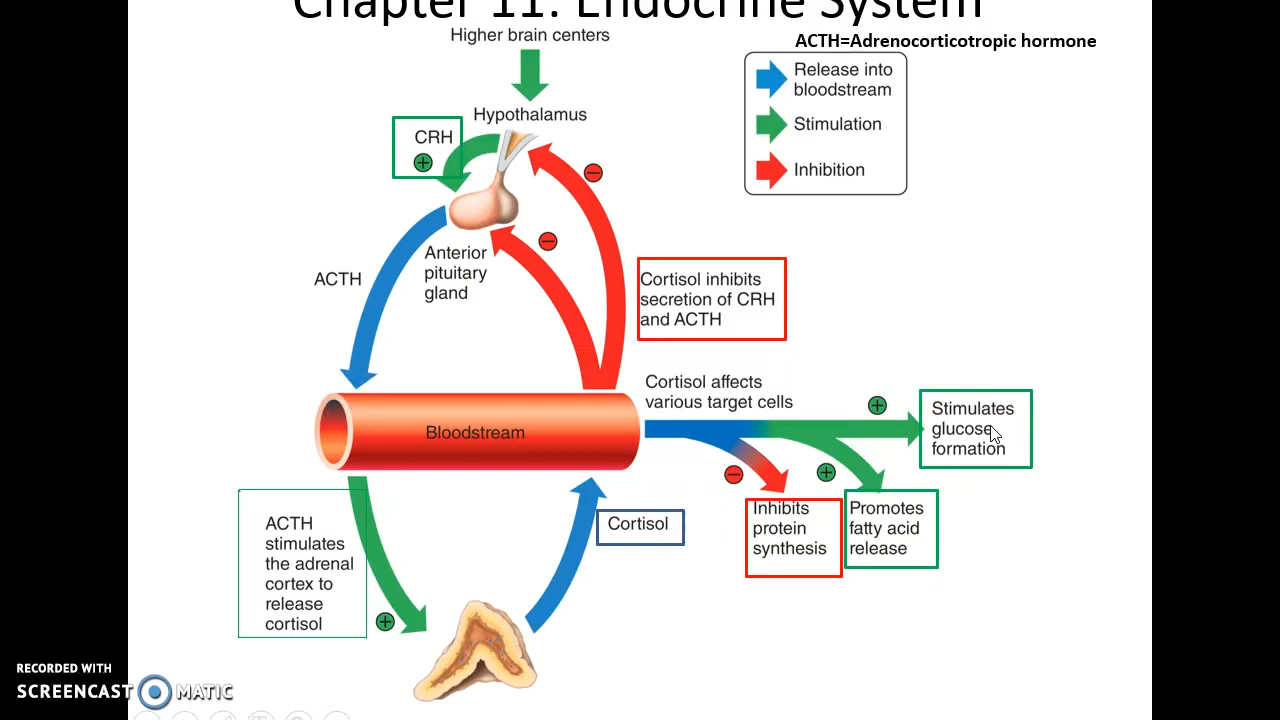 Chapter 11: Endocrine System
Higher brain centers
ACTH=Adrenocorticotropic hormone
Release into
bloodstream
Stimulation
Inhibition
Hypothalamus
CRH
+
−
−
Anterior
pituitary
gland
ACTH
Cortisol inhibits
secretion of CRH
and ACTH
Cortisol affects
various target cells
+
Stimulates
glucose
formation
Bloodstream
−
+
Inhibits
protein
synthesis
Promotes
fatty acid
release
Cortisol
ACTH
stimulates
the adrenal
cortex to
release
cortisol
+
RECORDED WITH
SCREENCAST MATIC